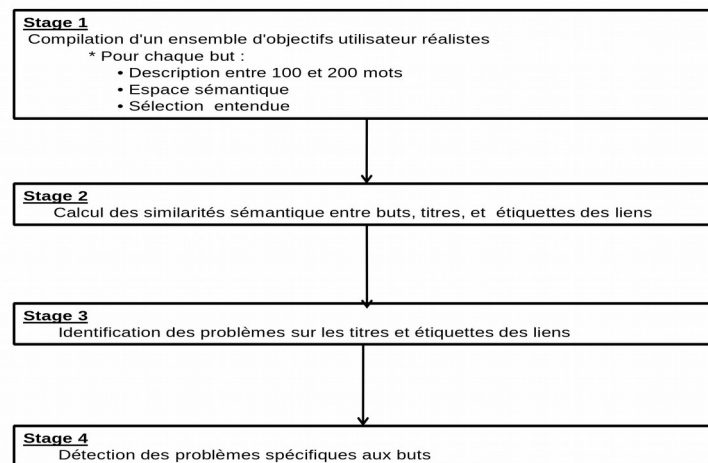 Stage 1
Compilation d'un ensemble d'objectifs utilisateur réalistes
* Pour chaque but :
• Description entre 100 et 200 mots
• Espace sémantique
• Sélection entendue
Stage 2
Calcul des similarités sémantique entre buts, titres, et étiquettes des liens
Stage 3
Identification des problèmes sur les titres et étiquettes des liens
Stage 4
Détection des problèmes spécifiques aux buts